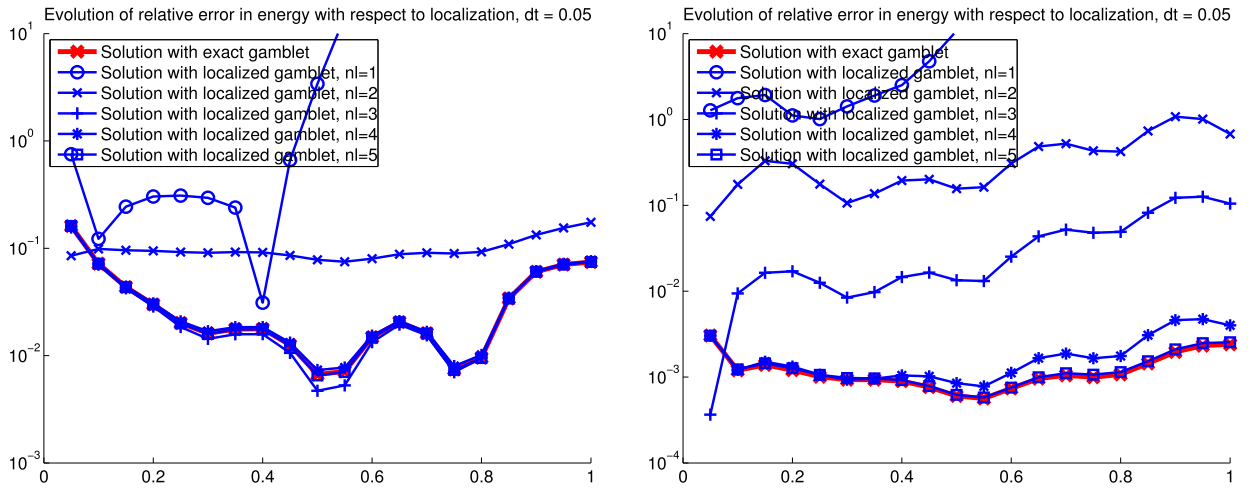 Evolution of relative error in energy with respect to localization, dt = 0.05
10^1
10^0
10^-1
10^-2
10^-3
Solution with exact gamblet
Solution with localized gamblet, nl=1
Solution with localized gamblet, nl=2
Solution with localized gamblet, nl=3
Solution with localized gamblet, nl=4
Solution with localized gamblet, nl=5
0 0.2 0.4 0.6 0.8 1
Evolution of relative error in energy with respect to localization, dt = 0.05
10^1
10^0
10^-1
10^-2
10^-3
10^-4
Solution with exact gamblet
Solution with localized gamblet, nl=1
Solution with localized gamblet, nl=2
Solution with localized gamblet, nl=3
Solution with localized gamblet, nl=4
Solution with localized gamblet, nl=5
0 0.2 0.4 0.6 0.8 1